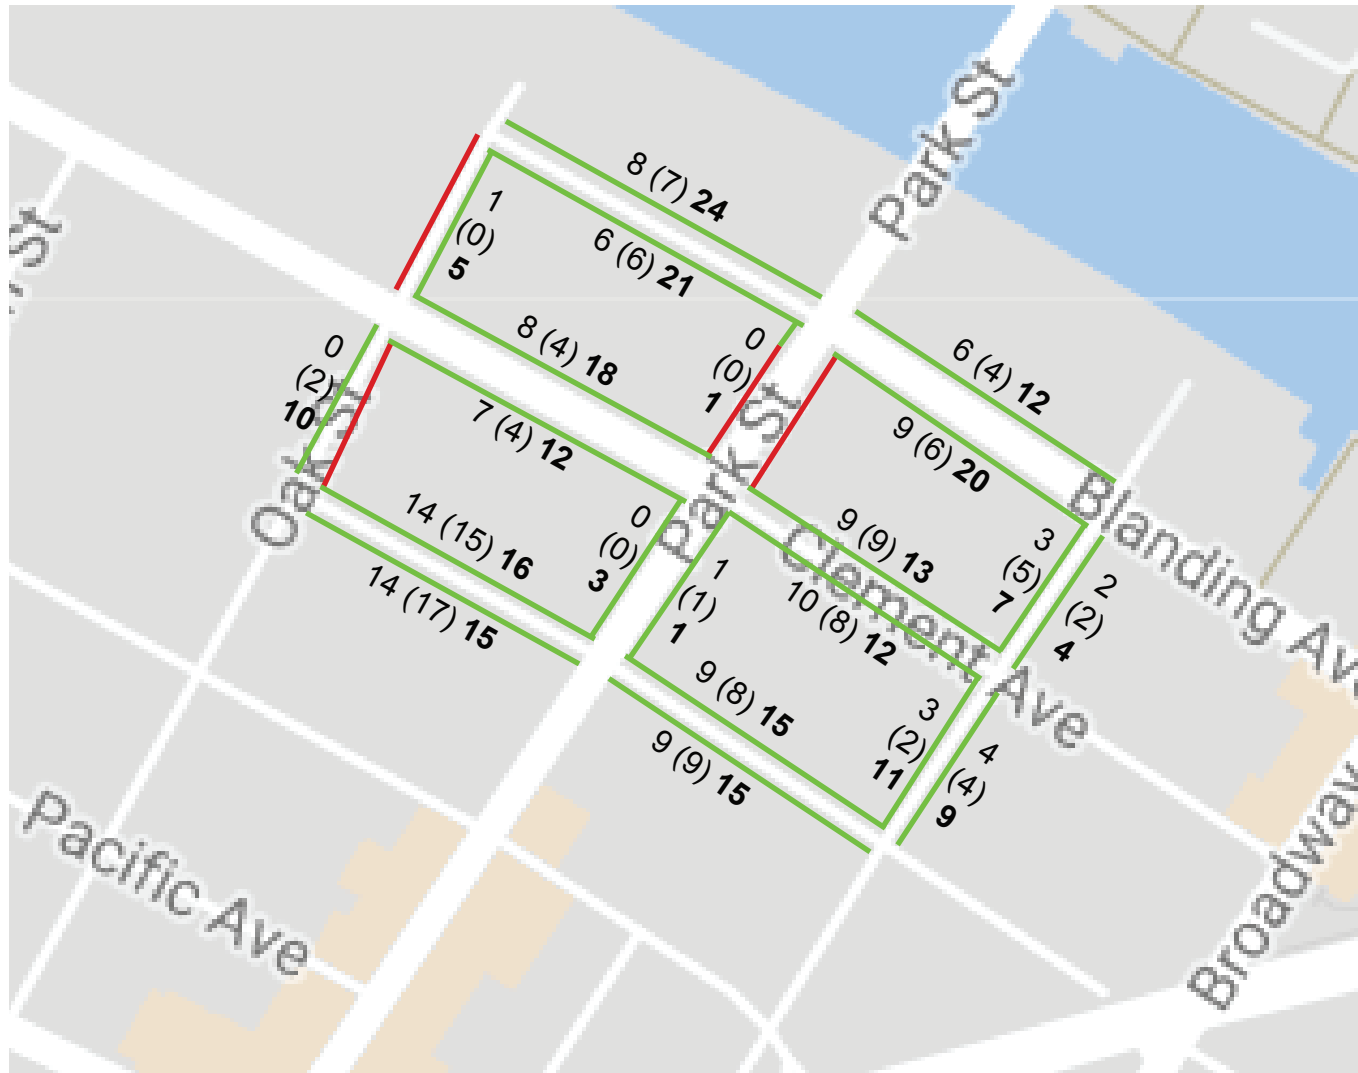 Park St
8 (7) 24
1
(0)
5
6 (6) 21
St
8 (4) 18
0
(0)
1
6 (4) 12
0
(2)
10
Oak St
7 (4) 12
Park St
9 (6) 20
Blanding Ave
14 (15) 16
0
(0)
3
9 (9) 13
3
(5)
7
Clement Ave
2
(2)
4
14 (17) 15
1
(1)
1
10 (8) 12
9 (8) 15
3
(2)
11
9 (9) 15
4
(4)
9
Pacific Ave
Broadway